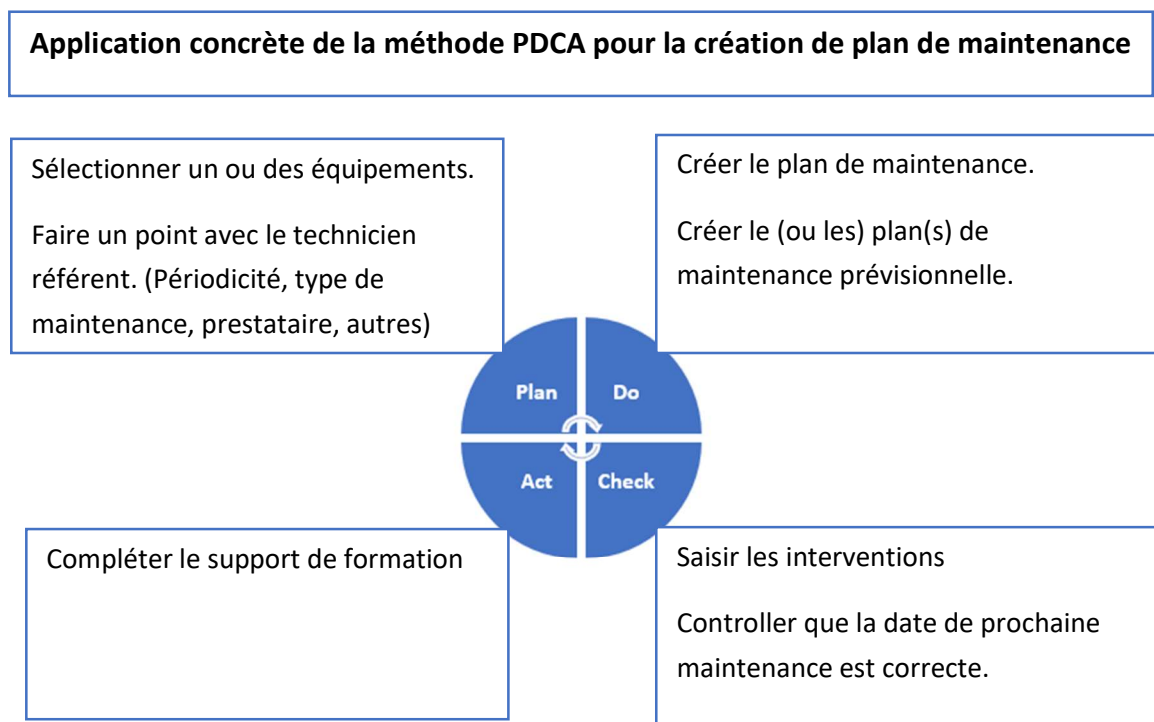 Application concrète de la méthode PDCA pour la création de plan de maintenance
Sélectionner un ou des équipements.
Faire un point avec le technicien
référent. (Périodicité, type de
maintenance, prestataire, autres)
Créer le plan de maintenance.
Créer le (ou les) plan(s) de
maintenance prévisionnelle.
Plan
Do
Act
Check
Compléter le support de formation
Saisir les interventions
Controller que la date de prochaine
maintenance est correcte.